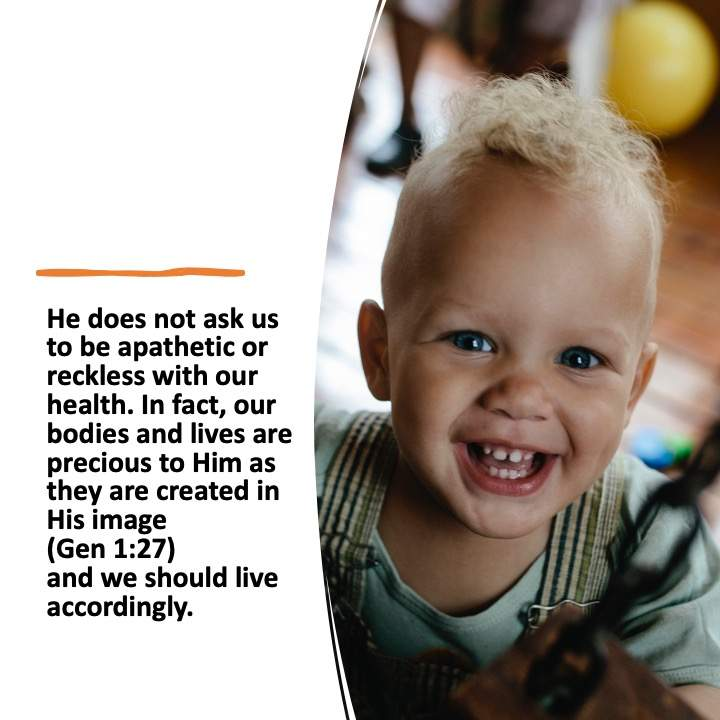 He does not ask us
to be apathetic or
reckless with our
health. In fact, our
bodies and lives are
precious to Him as
they are created in
His image
(Gen 1:27)
and we should live
accordingly.